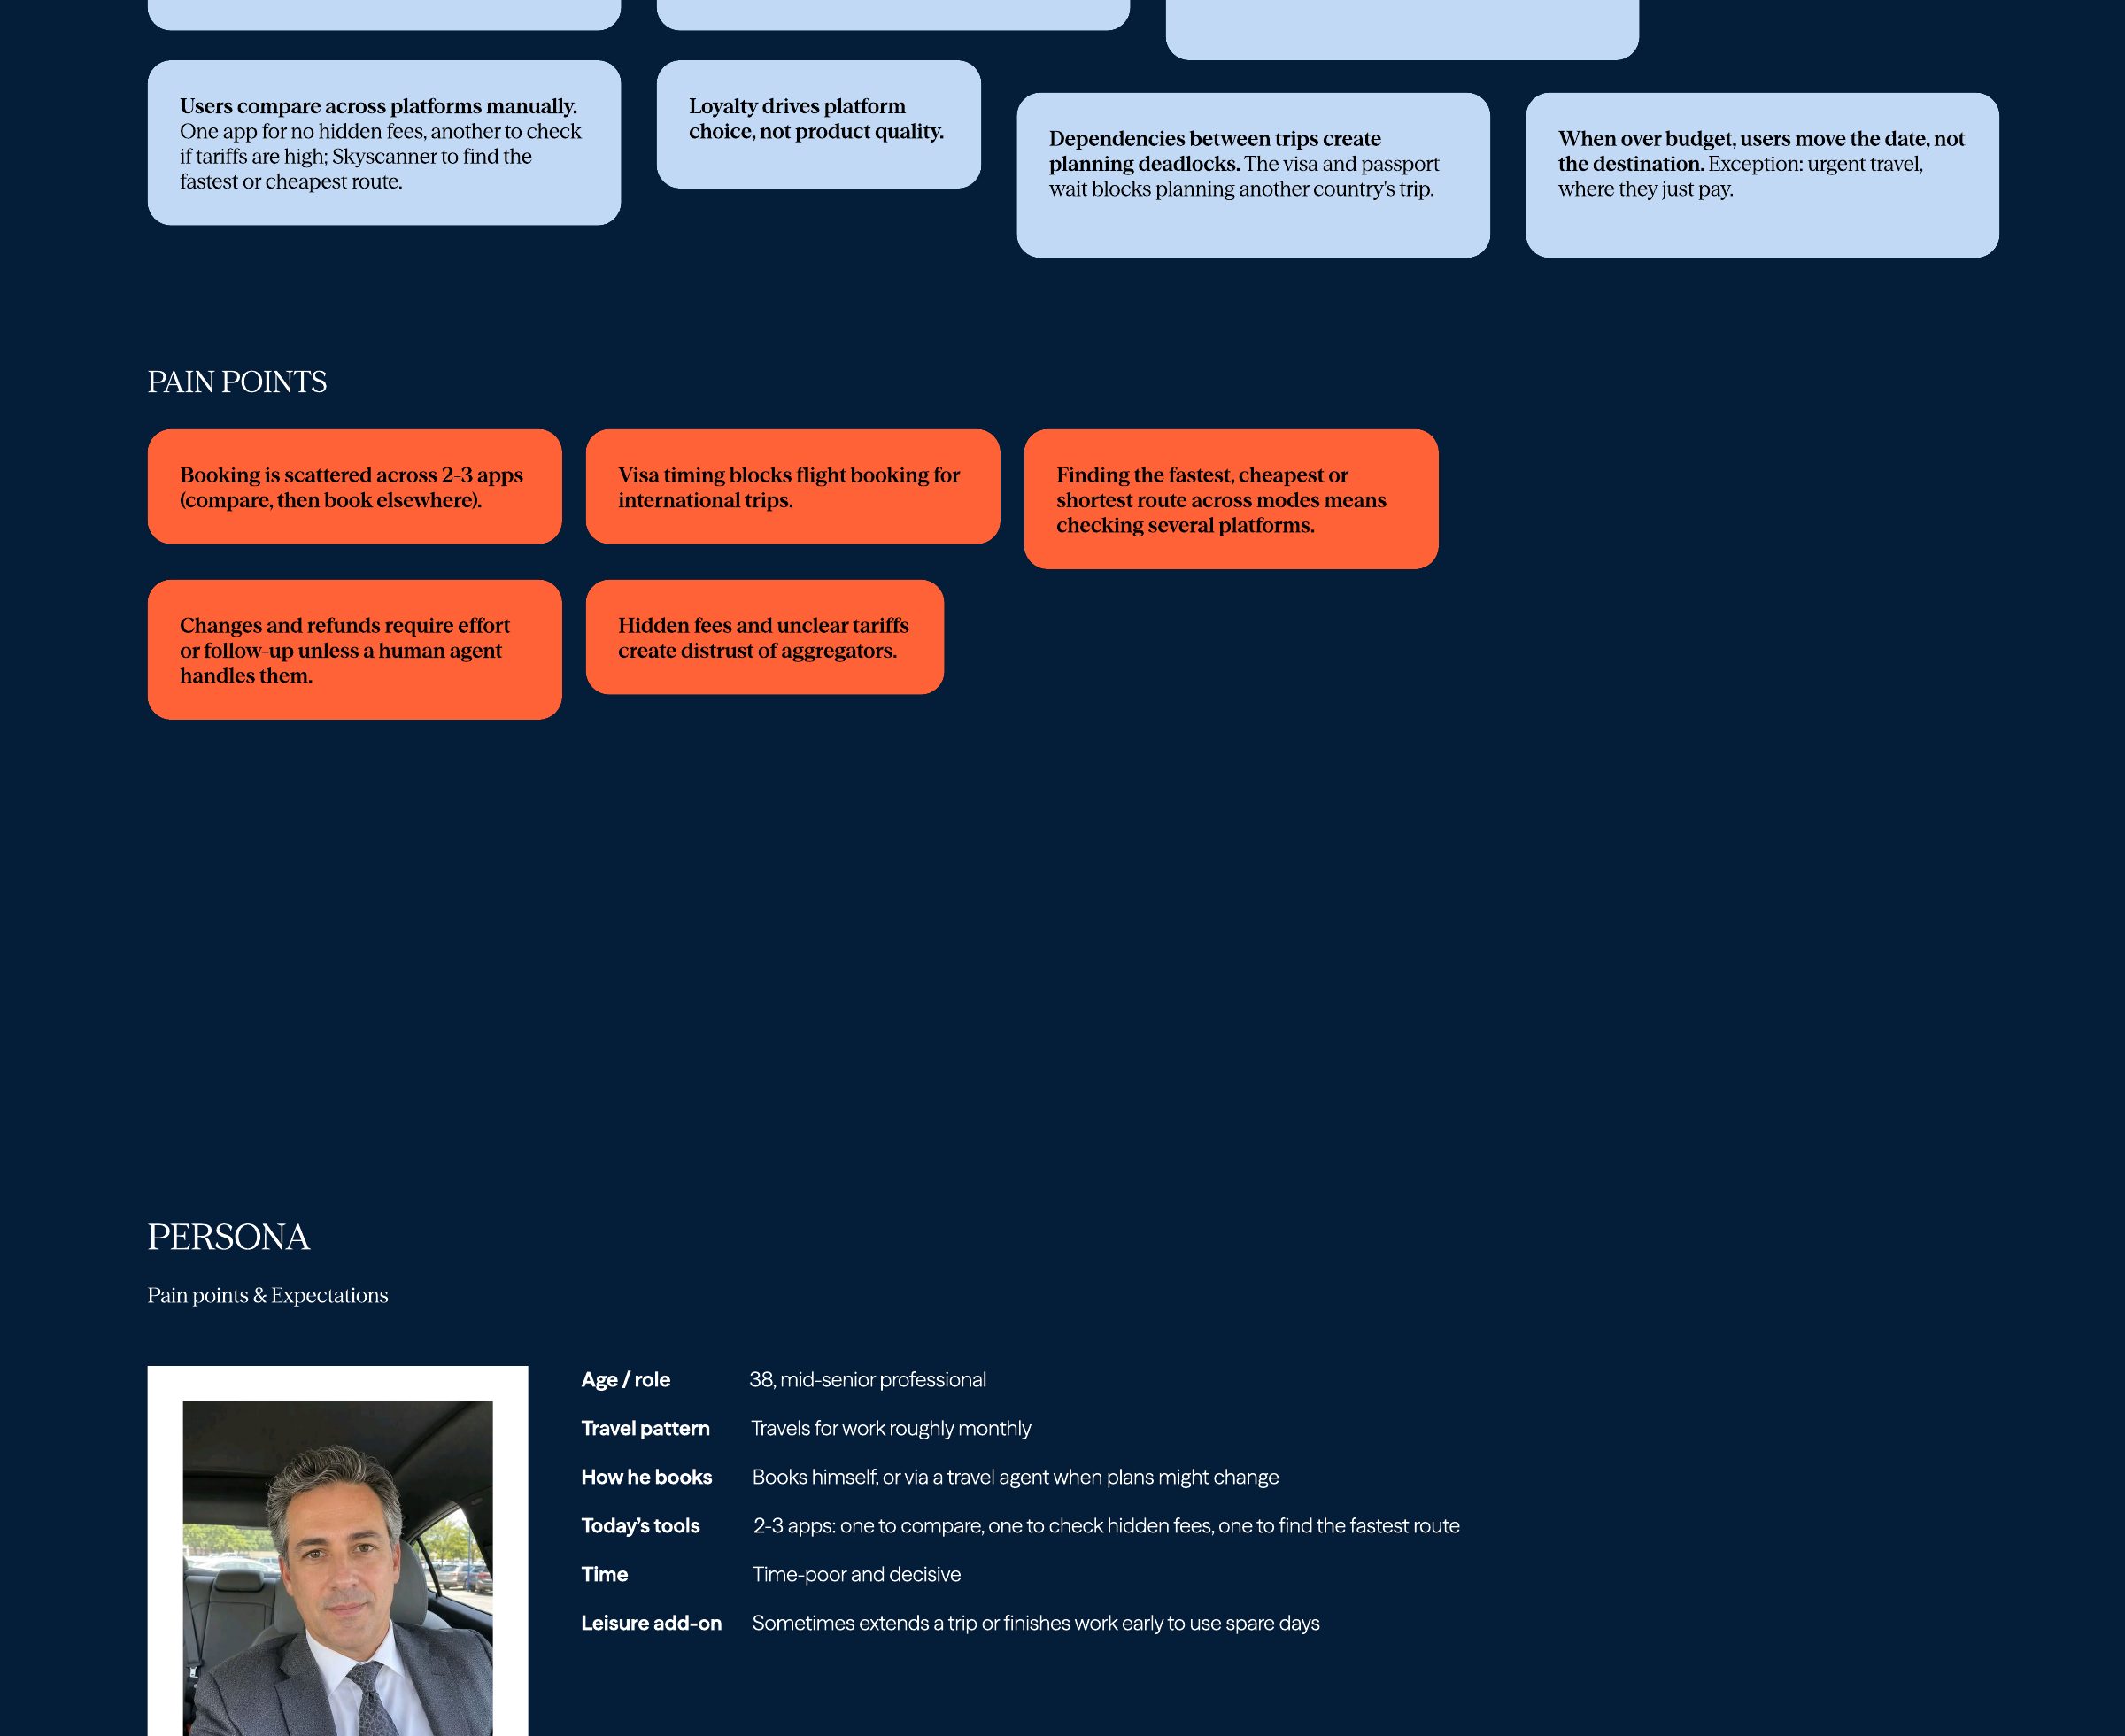 Users compare across platforms manually.
One app for no hidden fees, another to check
if tariffs are high; Skyscanner to find the
fastest or cheapest route.
Loyalty drives platform
choice, not product quality.
Dependencies between trips create
planning deadlocks. The visa and passport
wait blocks planning another country's trip.
When over budget, users move the date, not
the destination. Exception: urgent travel,
where they just pay.
PAIN POINTS
Booking is scattered across 2-3 apps
(compare, then book elsewhere).
Visa timing blocks flight booking for
international trips.
Finding the fastest, cheapest or
shortest route across modes means
checking several platforms.
Changes and refunds require effort
or follow-up unless a human agent
handles them.
Hidden fees and unclear tariffs
create distrust of aggregators.
PERSONA
Pain points & Expectations
Age / role 38, mid-senior professional
Travel pattern Travels for work roughly monthly
How he books Books himself, or via a travel agent when plans might change
Today's tools 2-3 apps: one to compare, one to check hidden fees, one to find the fastest route
Time Time-poor and decisive
Leisure add-on Sometimes extends a trip or finishes work early to use spare days